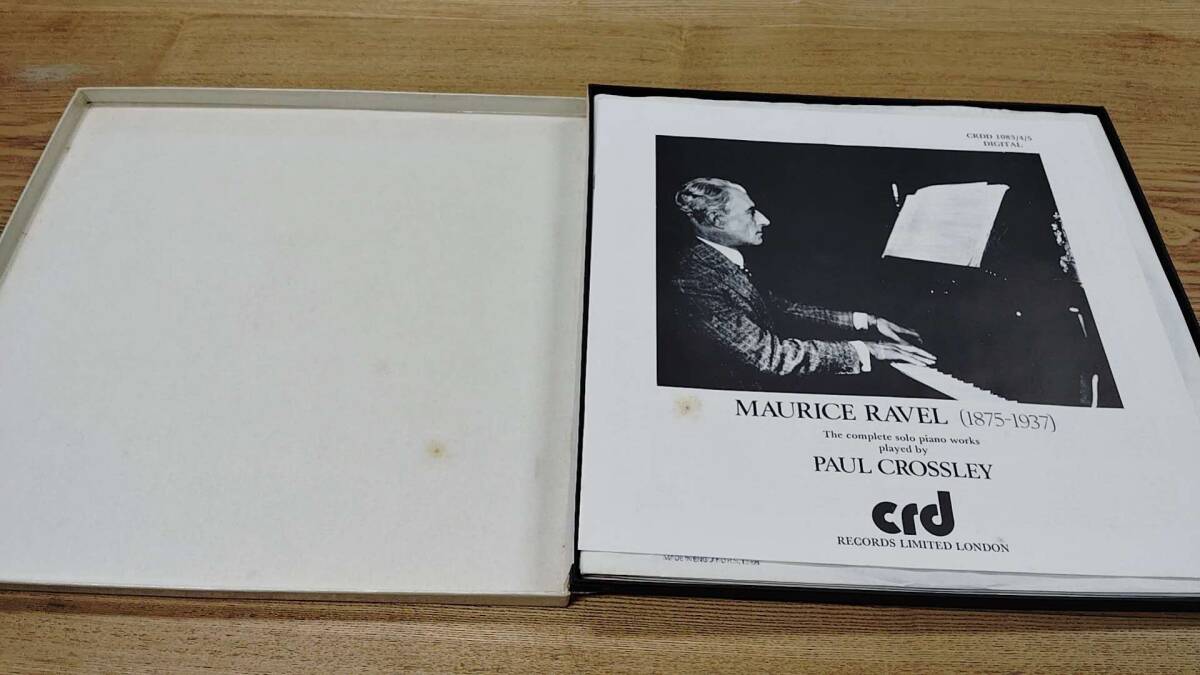 CRDD 1083/4/5
DIGITAL
MAURICE RAVEL (1875-1937)
The complete solo piano works
played by
PAUL CROSSLEY
crd
RECORDS LIMITED LONDON